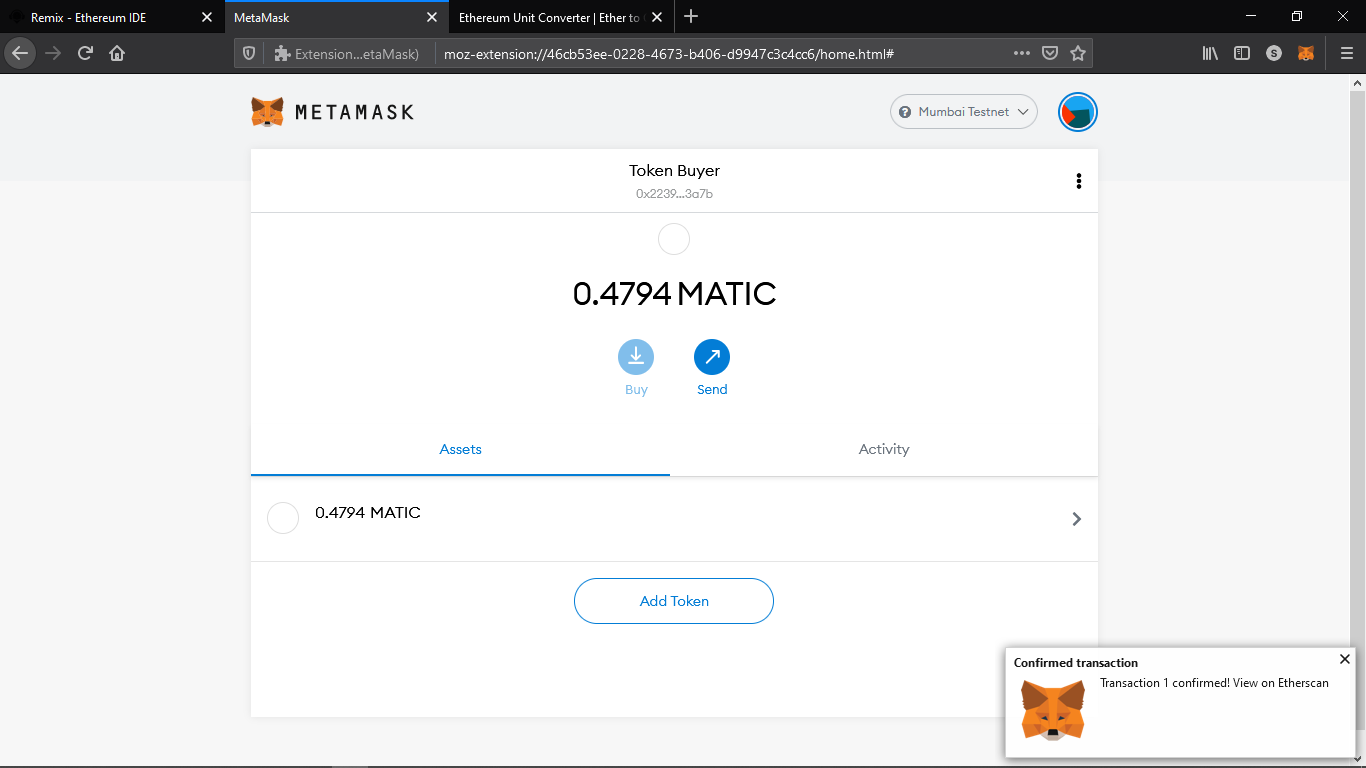 Remix - Ethereum IDE
MetaMask
Ethereum Unit Converter | Ether to
Extension...etaMask)
moz-extension://46cb53ee-0228-4673-b406-d9947c3c4cc6/home.html#
S
METAMASK
? Mumbai Testnet
Token Buyer
0x2239...3a7b
0.4794 MATIC
Buy
Send
Assets
Activity
0.4794 MATIC
Add Token
Confirmed transaction
Transaction 1 confirmed! View on Etherscan